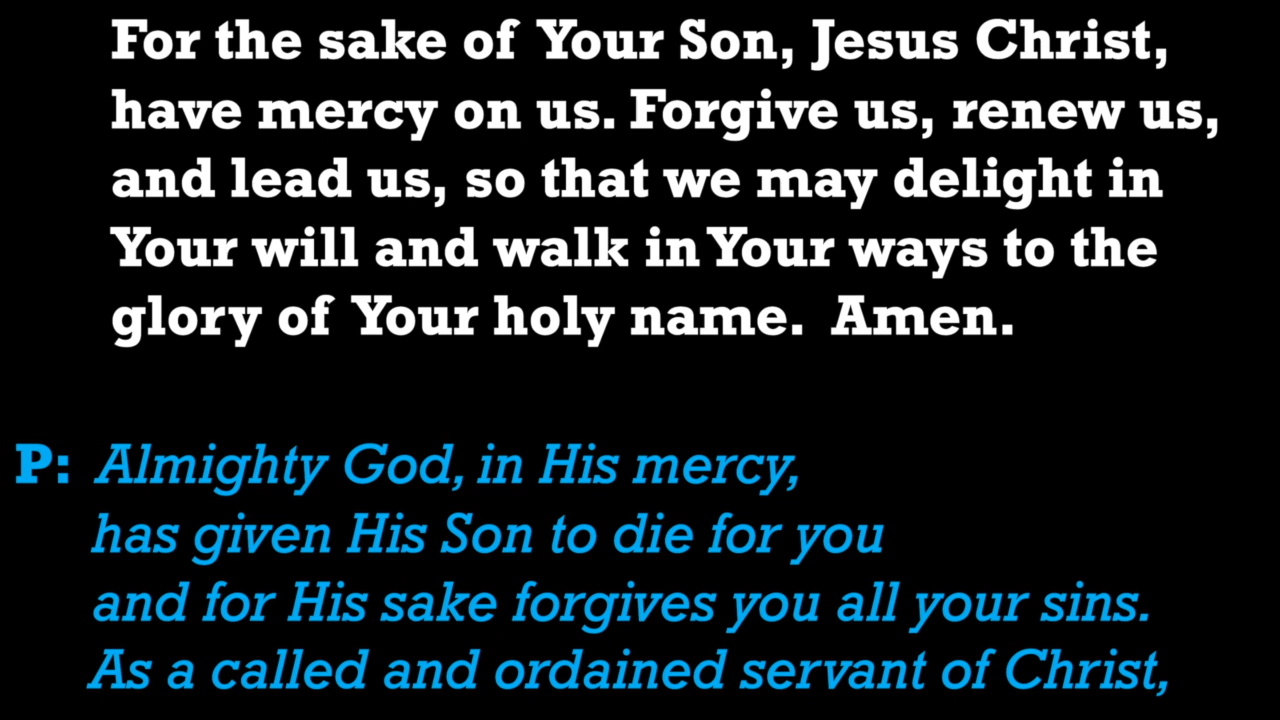 For the sake of Your Son, Jesus Christ,
have mercy on us. Forgive us, renew us,
and lead us, so that we may delight in
Your will and walk in Your ways to the
glory of Your holy name. Amen.
P: Almighty God, in His mercy,
has given His Son to die for you
and for His sake forgives you all your sins.
As a called and ordained servant of Christ,